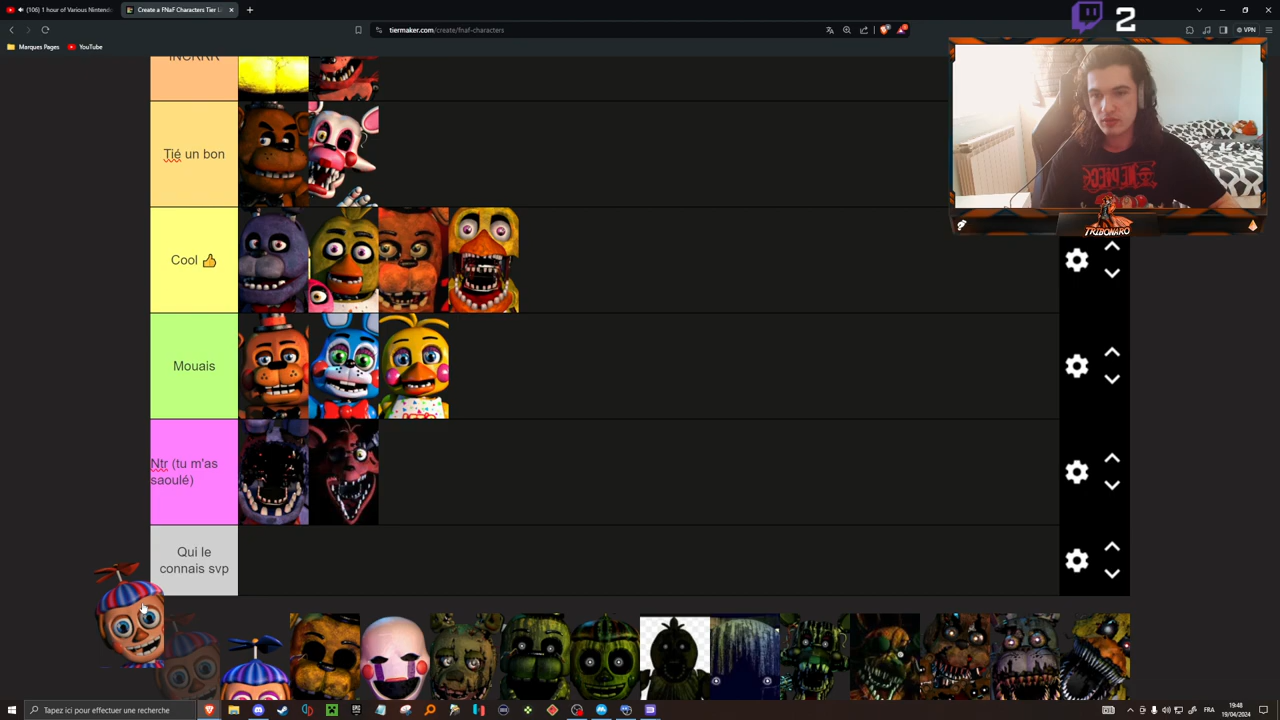 (106) 1 hour of Various Nintend
Create a FNaF Characters Tier L
2
tiermaker.com/create/fnaf-characters
VPN
Marques Pages
YouTube
Tié un bon
Cool 👍
Mouais
Ntr (tu m'as
saoulé)
Qui le
connais svp
TRIBONARO
Tapez ici pour effectuer une recherche
FRA
19:48
19/04/2024